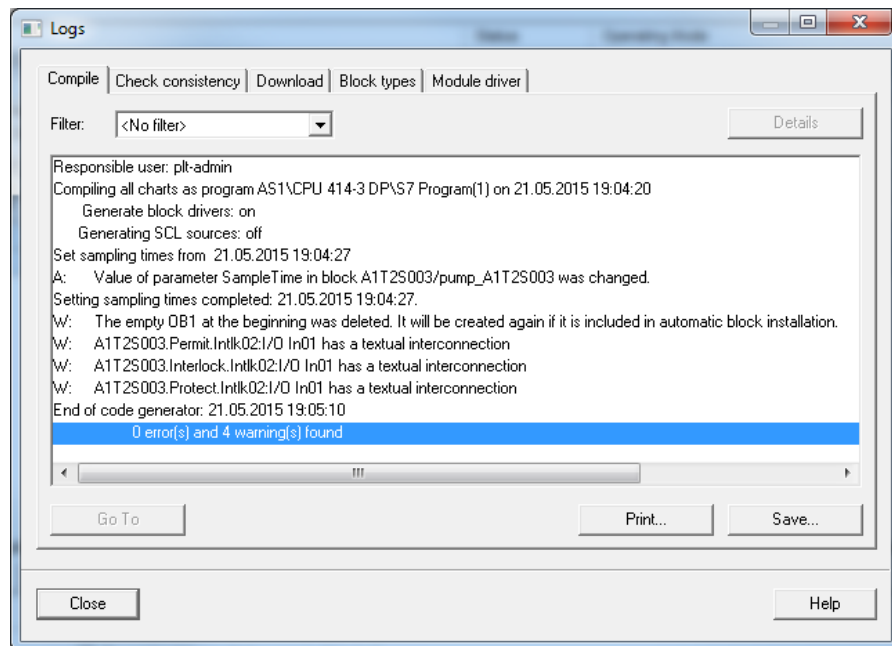 Logs
Compile Check consistency Download Block types Module driver
Filter: <No filter> Details
Responsible user: plt-admin
Compiling all charts as program AS1\CPU 414-3 DP\S7 Program(1) on 21.05.2015 19:04:20
Generate block drivers: on
Generating SCL sources: off
Set sampling times from 21.05.2015 19:04:27
A: Value of parameter SampleTime in block A1T2S003/pump_A1T2S003 was changed.
Setting sampling times completed: 21.05.2015 19:04:27.
W: The empty OB1 at the beginning was deleted. It will be created again if it is included in automatic block installation.
W: A1T2S003.Permit.Intlk02:I/O In01 has a textual interconnection
W: A1T2S003.Interlock.Intlk02:I/O In01 has a textual interconnection
W: A1T2S003.Protect.Intlk02:I/O In01 has a textual interconnection
End of code generator: 21.05.2015 19:05:10
0 error(s) and 4 warning(s) found
Go To Print... Save...
Close Help